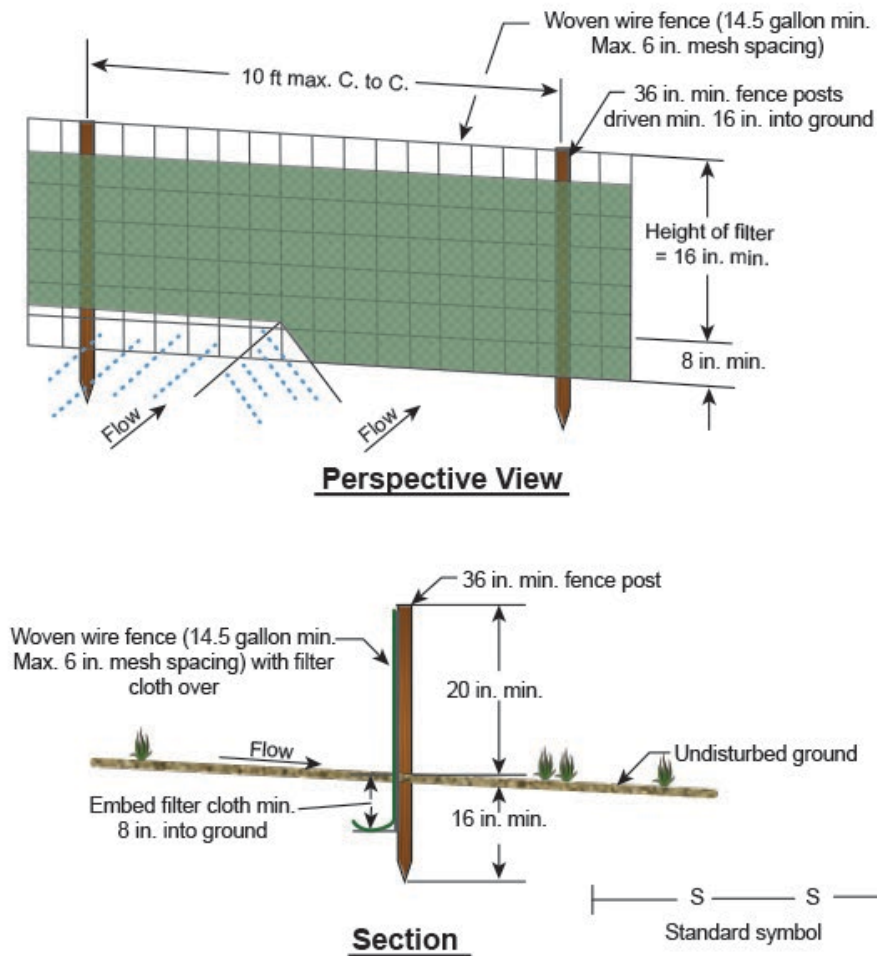 Woven wire fence (14.5 gallon min.
Max. 6 in. mesh spacing)
10 ft max. C. to C.
36 in. min. fence posts
driven min. 16 in. into ground
Height of filter
= 16 in. min.
8 in. min.
Flow
Flow
Perspective View
36 in. min. fence post
Woven wire fence (14.5 gallon min.
Max. 6 in. mesh spacing) with filter
cloth over
20 in. min.
Flow
Undisturbed ground
Embed filter cloth min.
8 in. into ground
16 in. min.
S S
Standard symbol
Section